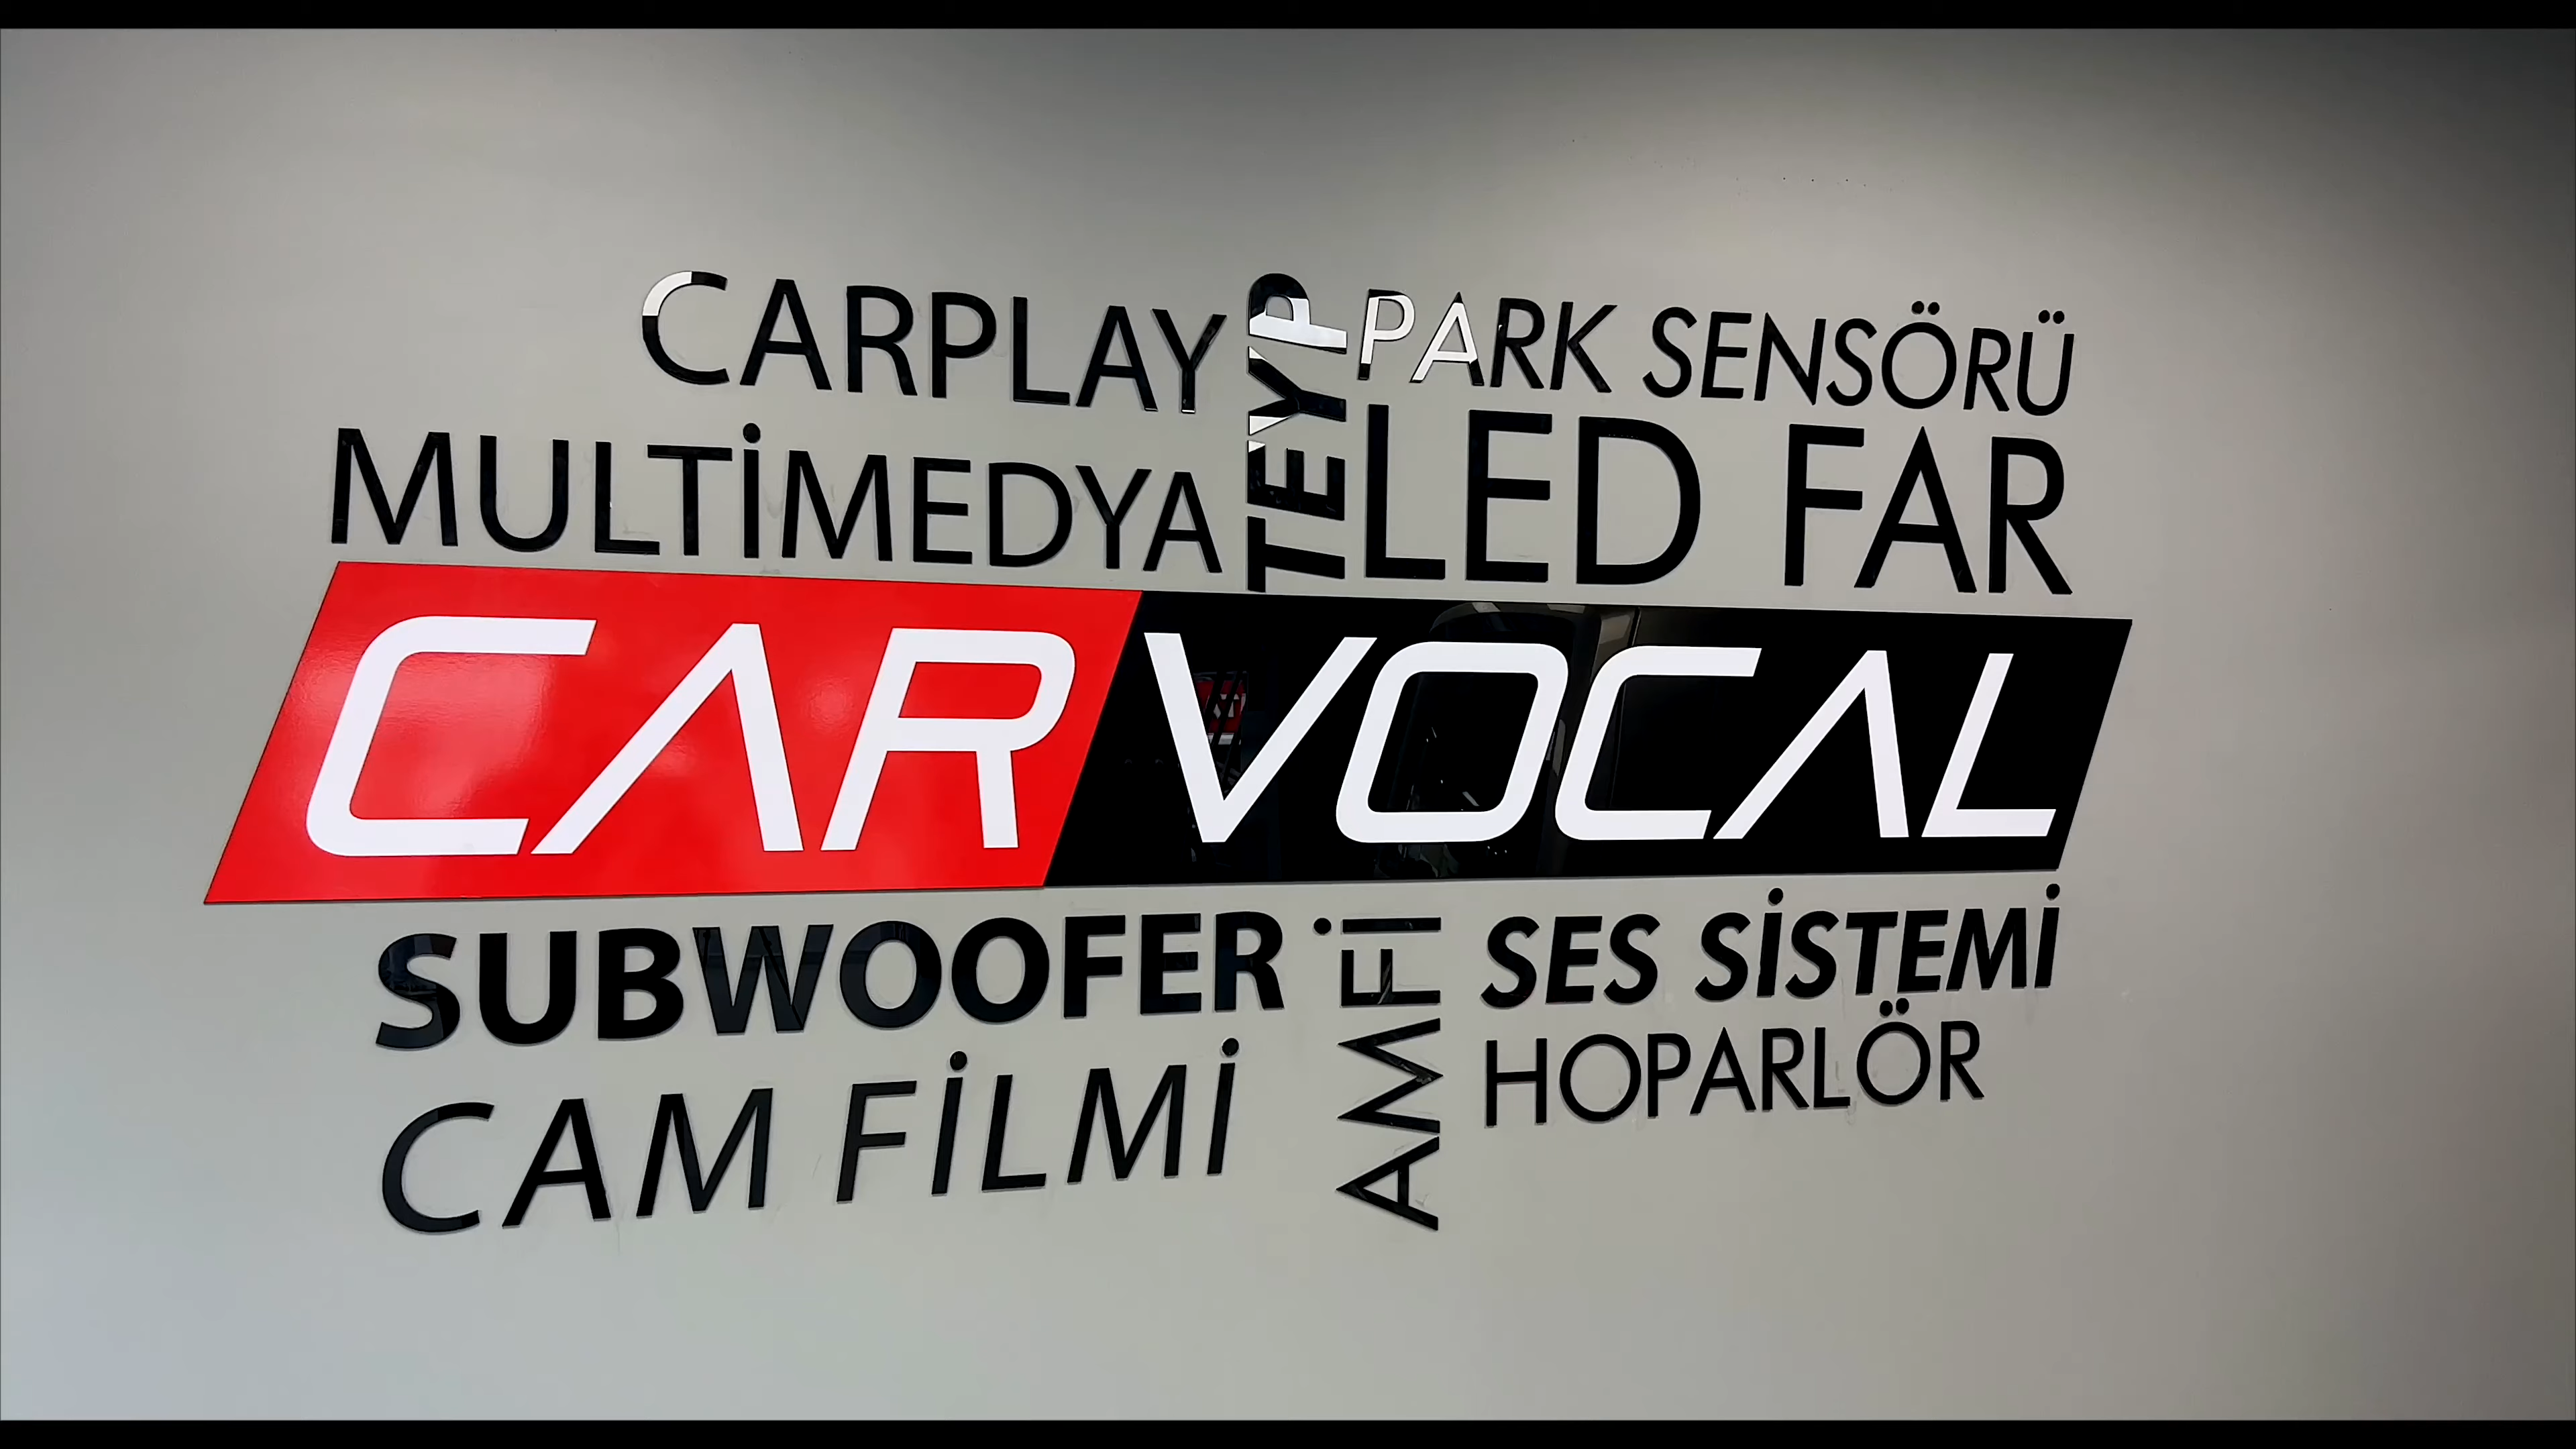 CARPLAY
TEYP
PARK SENSÖRÜ
MULTİMEDYA
LED FAR
CAR VOCAL
SUBWOOFER
AMFİ
SES SİSTEMİ
HOPARLÖR
CAM FİLMİ